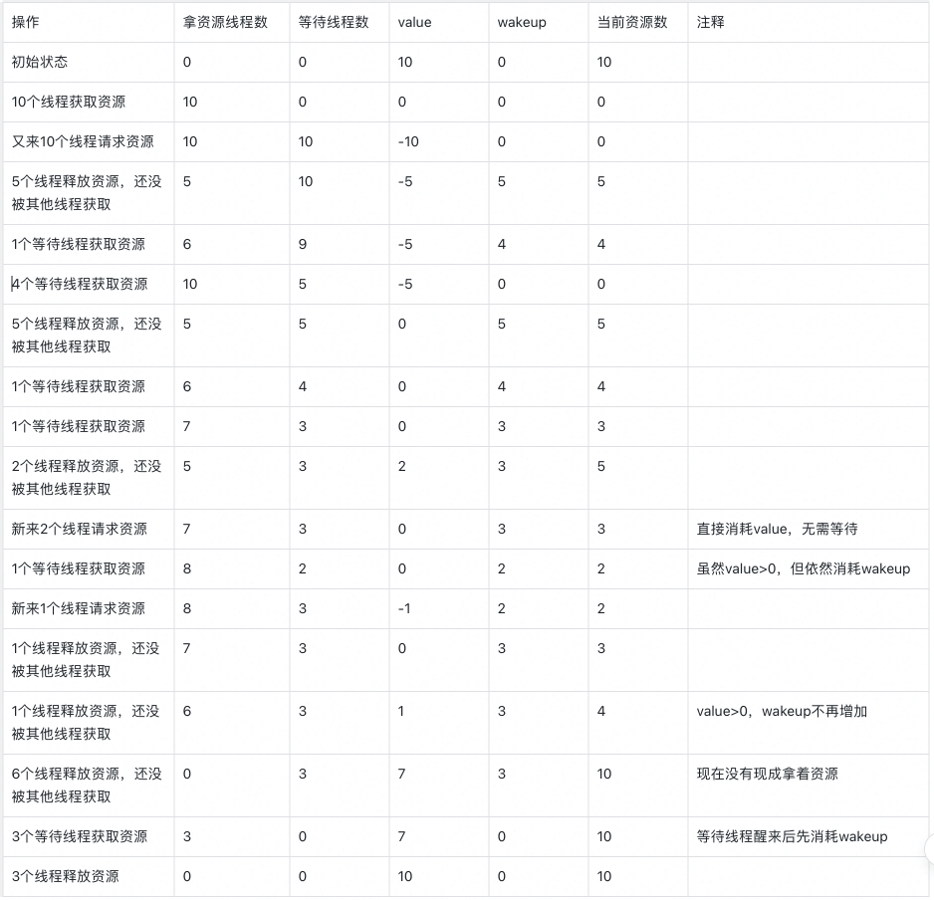 操作 拿资源线程数 等待线程数 value wakeup 当前资源数 注释
初始状态 0 0 10 0 10
10个线程获取资源 10 0 0 0 0
又来10个线程请求资源 10 10 -10 0 0
5个线程释放资源，还没 5 10 -5 5 5
被其他线程获取
1个等待线程获取资源 6 9 -5 4 4
4个等待线程获取资源 10 5 -5 0 0
5个线程释放资源，还没 5 5 0 5 5
被其他线程获取
1个等待线程获取资源 6 4 0 4 4
1个等待线程获取资源 7 3 0 3 3
2个线程释放资源，还没 5 3 2 3 5
被其他线程获取
新来2个线程请求资源 7 3 0 3 3 直接消耗value，无需等待
1个等待线程获取资源 8 2 0 2 2 虽然value>0，但依然消耗wakeup
新来1个线程请求资源 8 3 -1 2 2
1个线程释放资源，还没 7 3 0 3 3
被其他线程获取
1个线程释放资源，还没 6 3 1 3 4 value>0，wakeup不再增加
被其他线程获取
6个线程释放资源，还没 0 3 7 3 10 现在没有现成拿着资源
被其他线程获取
3个等待线程获取资源 3 0 7 0 10 等待线程醒来后先消耗wakeup
3个线程释放资源 0 0 10 0 10